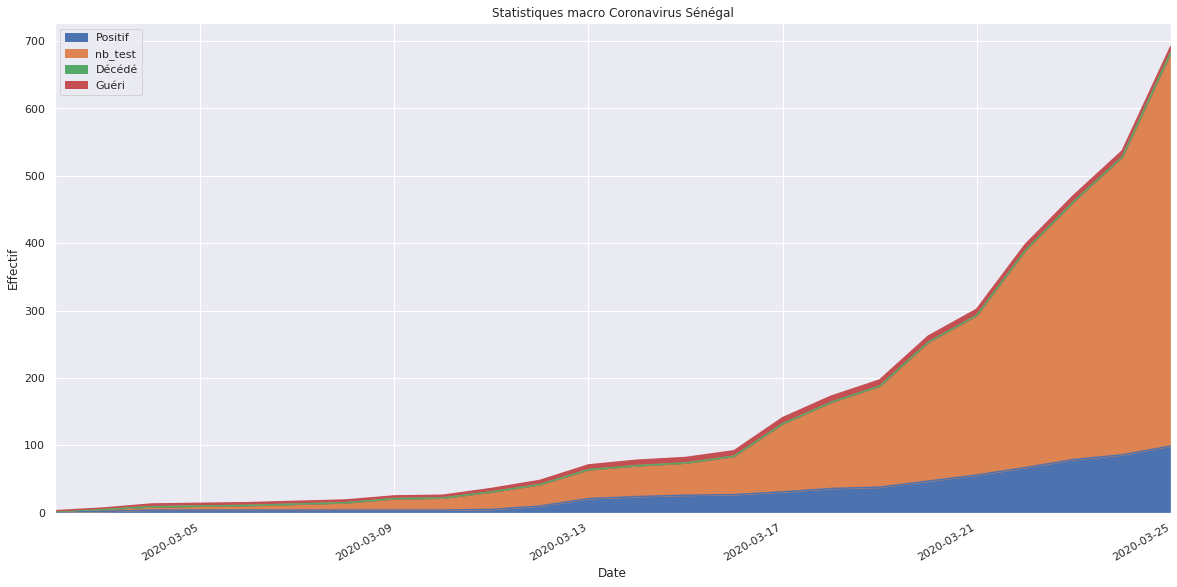 Statistiques macro Coronavirus Sénégal
Positif
nb_test
Décédé
Guéri
700
600
500
400
300
200
100
0
Effectif
2020-03-05
2020-03-09
2020-03-13
2020-03-17
2020-03-21
2020-03-25
Date